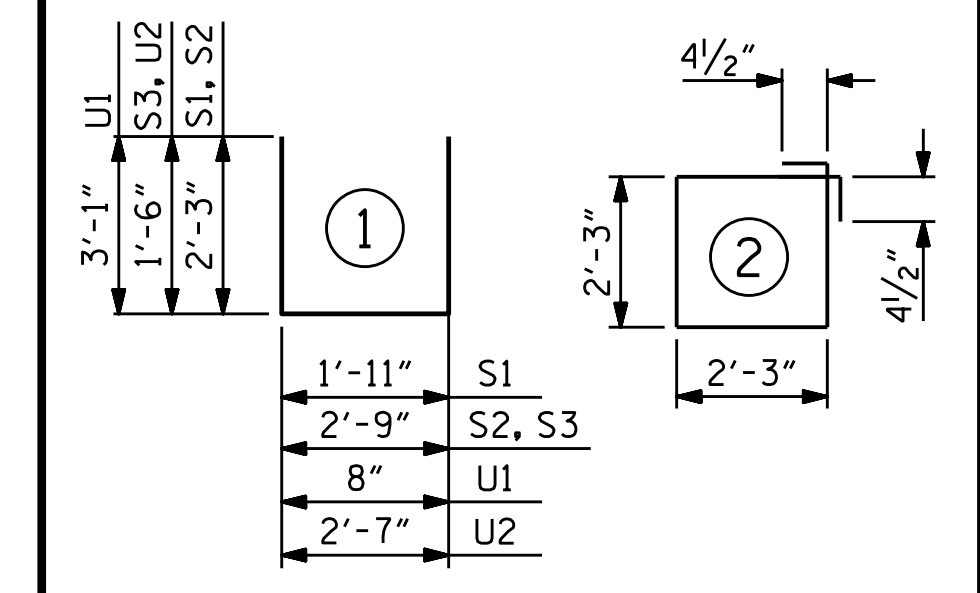 U1
S3, U2
S1, S2
3'-1"
1'-6"
2'-3"
1
1'-11" S1
2'-9" S2, S3
8" U1
2'-7" U2
4½"
2'-3"
2
4½"
2'-3"